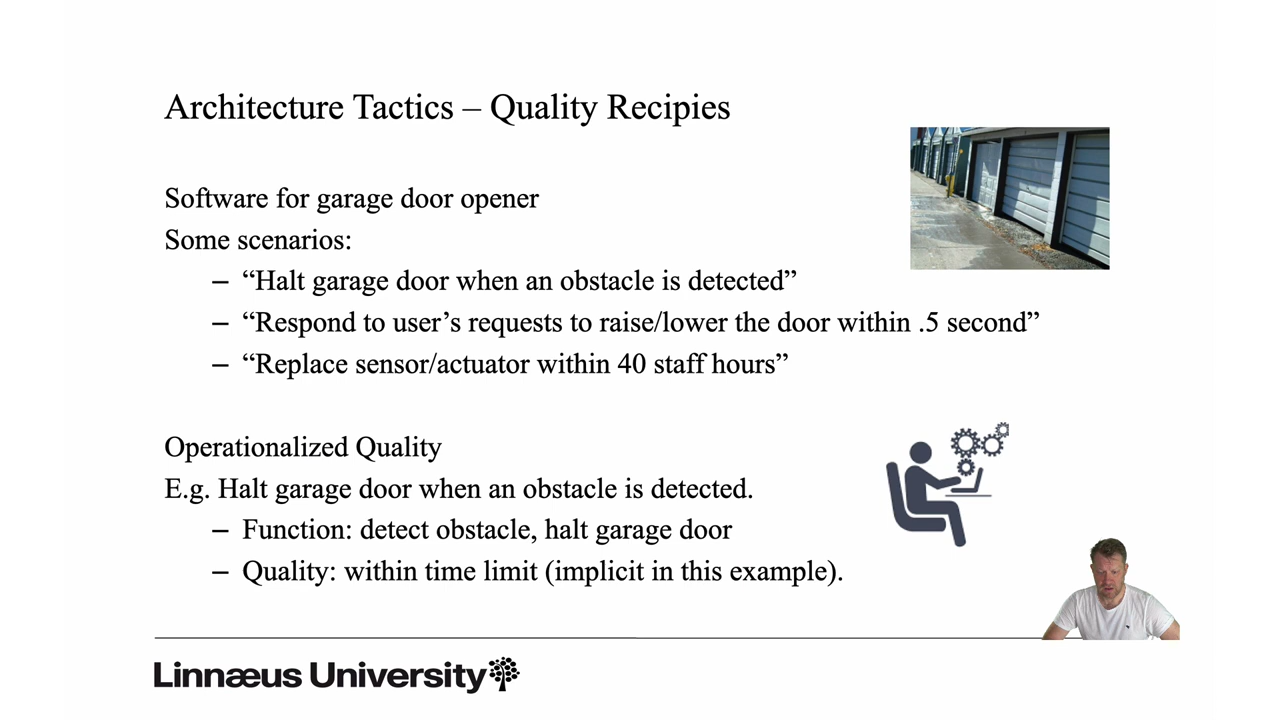 Architecture Tactics – Quality Recipies
Software for garage door opener
Some scenarios:
– “Halt garage door when an obstacle is detected”
– “Respond to user’s requests to raise/lower the door within .5 second”
– “Replace sensor/actuator within 40 staff hours”
Operationalized Quality
E.g. Halt garage door when an obstacle is detected.
– Function: detect obstacle, halt garage door
– Quality: within time limit (implicit in this example).
Linnæus University